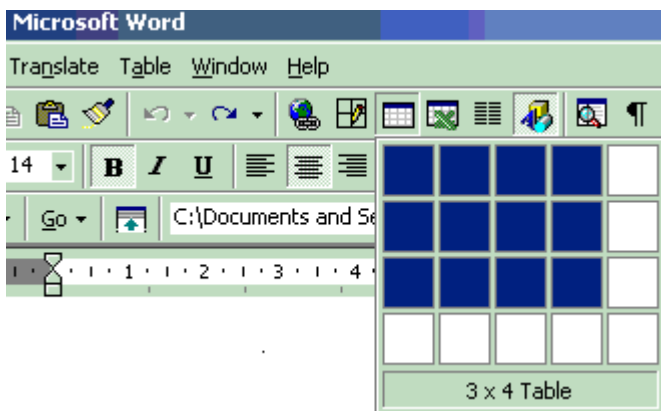 Microsoft Word
Translate Table Window Help
¶
14 B I U
Go C:\Documents and Se
1 2 3 4
3 x 4 Table